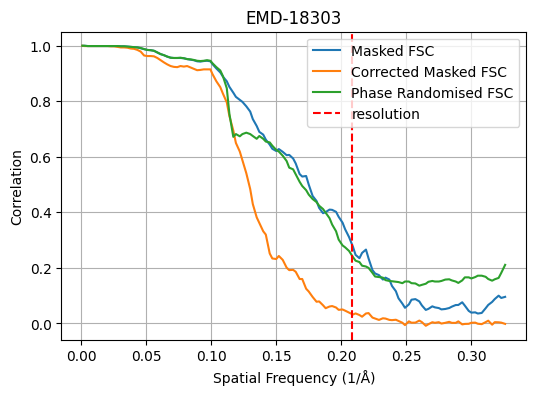 EMD-18303
Masked FSC
Corrected Masked FSC
Phase Randomised FSC
resolution
Correlation
1.0
0.8
0.6
0.4
0.2
0.0
0.00 0.05 0.10 0.15 0.20 0.25 0.30
Spatial Frequency (1/Å)